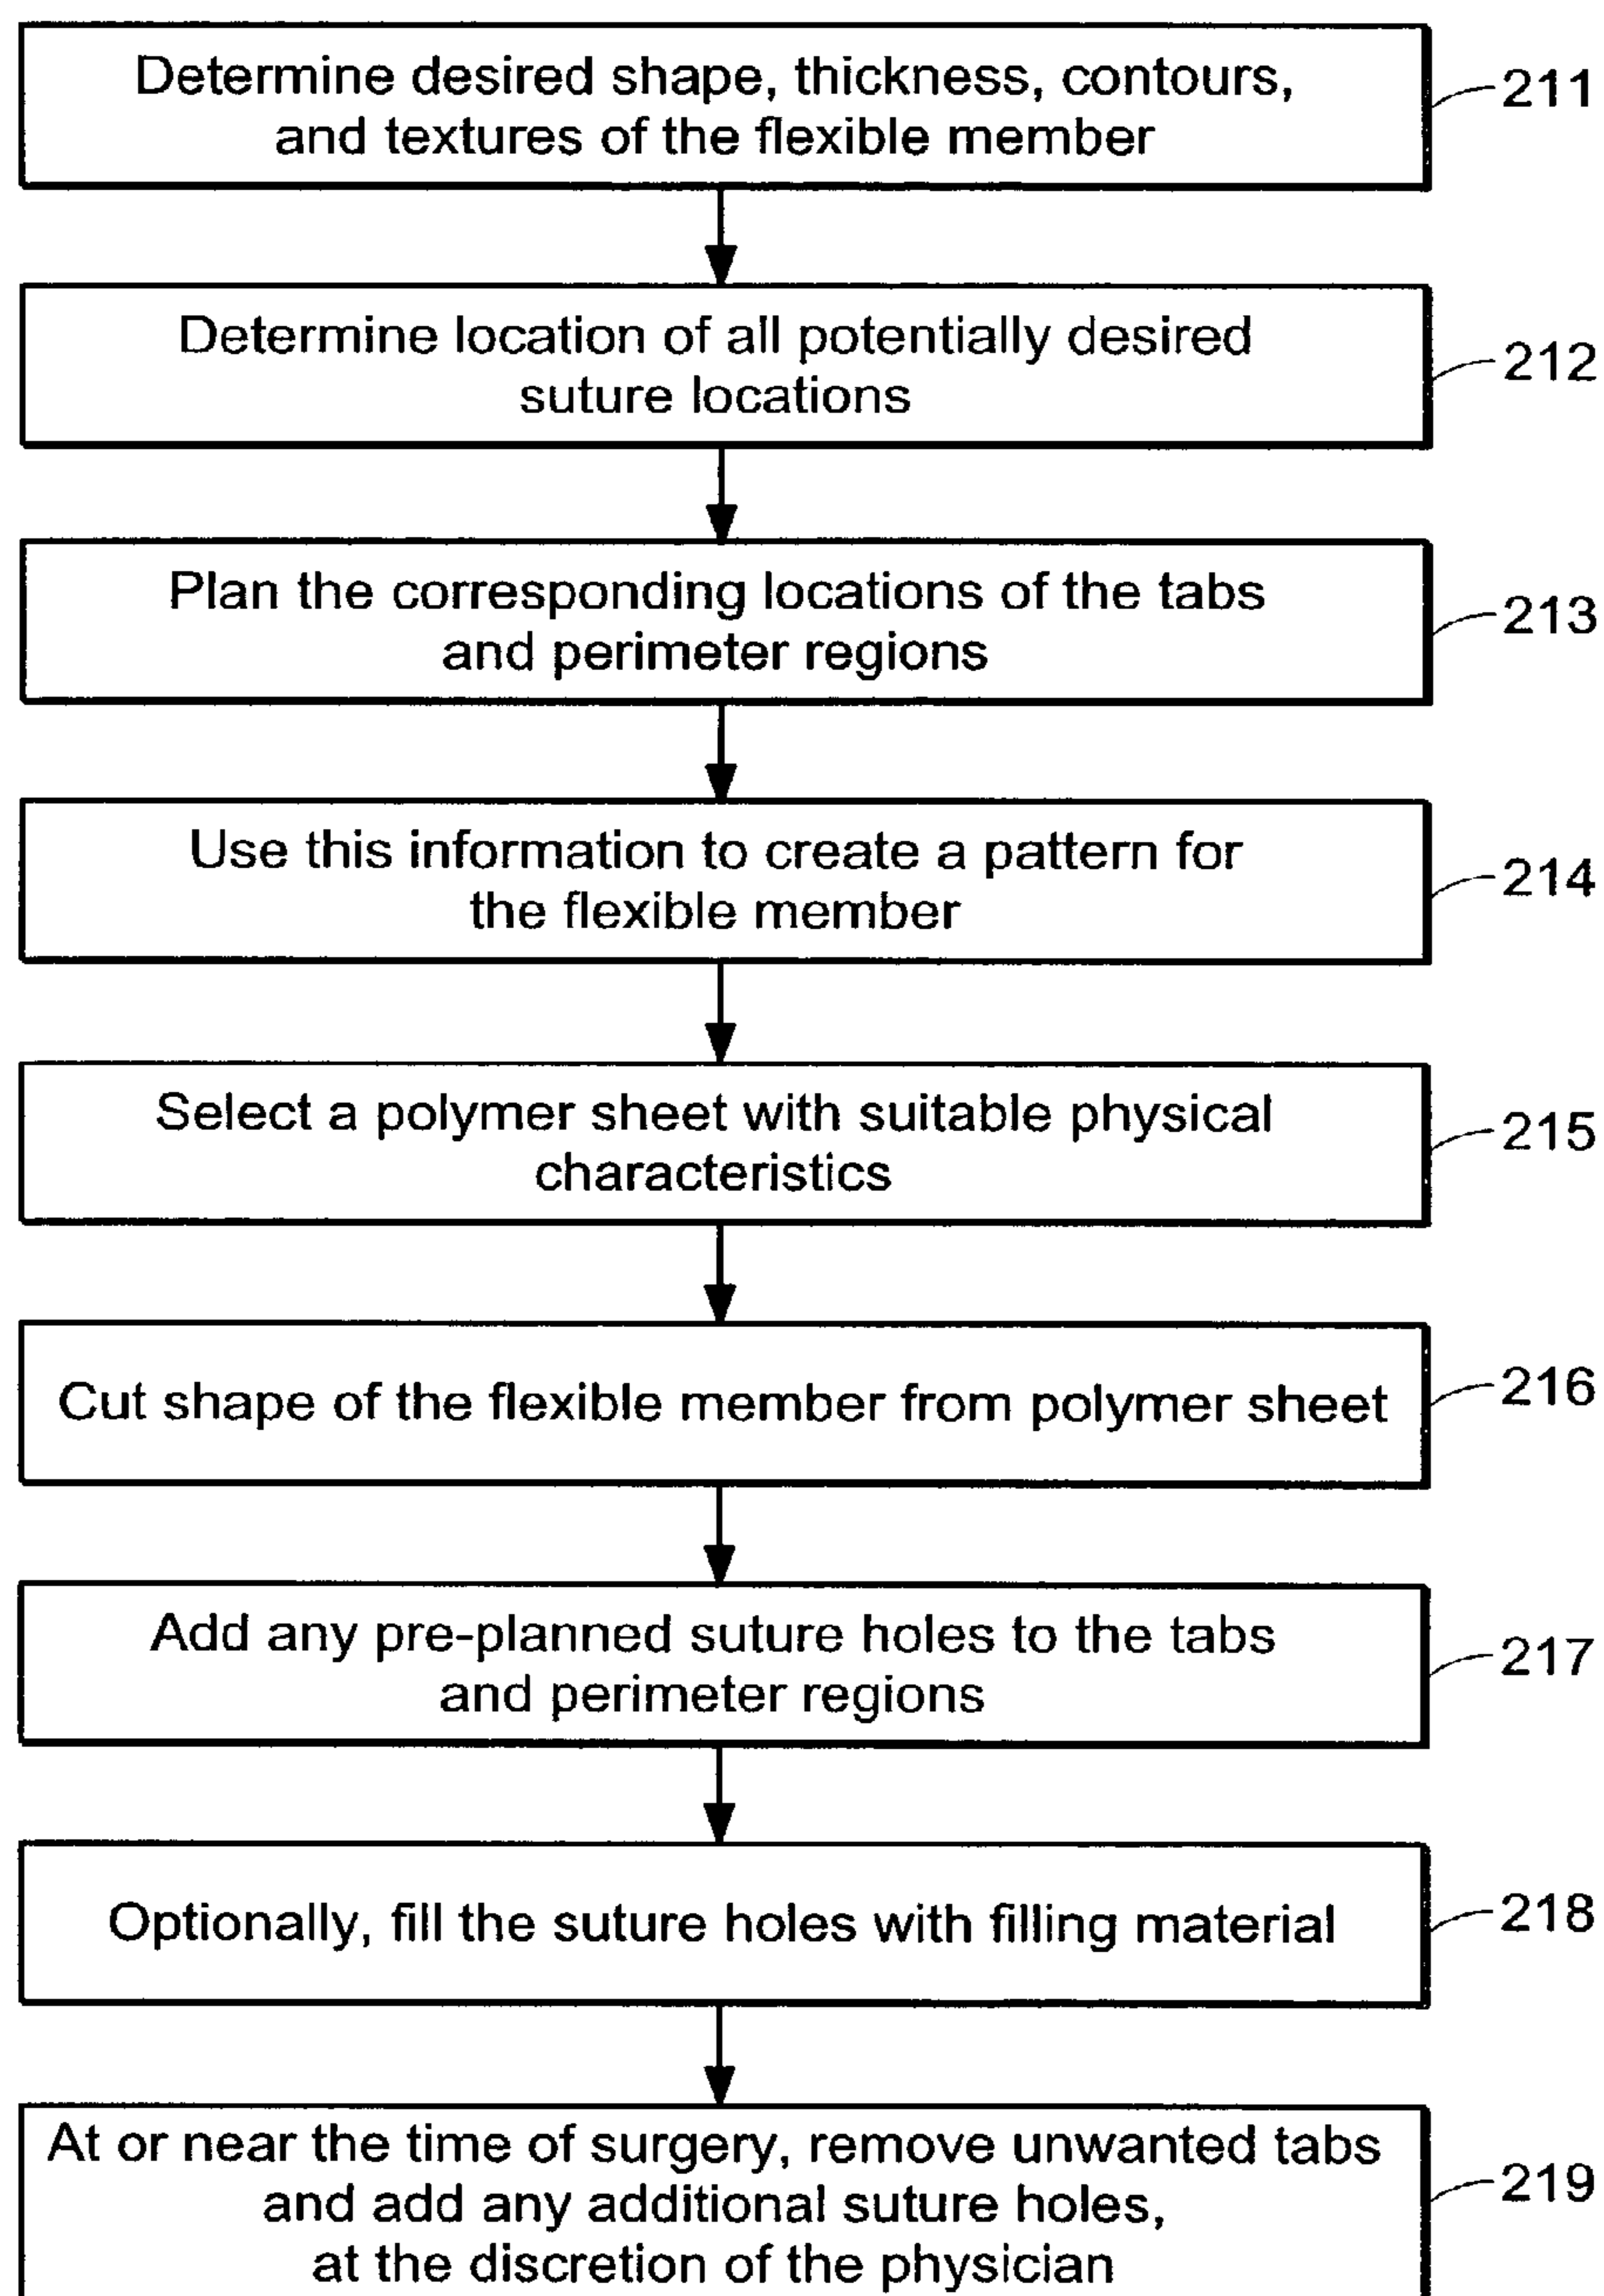 Determine desired shape, thickness, contours,
and textures of the flexible member
211
Determine location of all potentially desired
suture locations
212
Plan the corresponding locations of the tabs
and perimeter regions
213
Use this information to create a pattern for
the flexible member
214
Select a polymer sheet with suitable physical
characteristics
215
Cut shape of the flexible member from polymer sheet
216
Add any pre-planned suture holes to the tabs
and perimeter regions
217
Optionally, fill the suture holes with filling material
218
At or near the time of surgery, remove unwanted tabs
and add any additional suture holes,
at the discretion of the physician
219